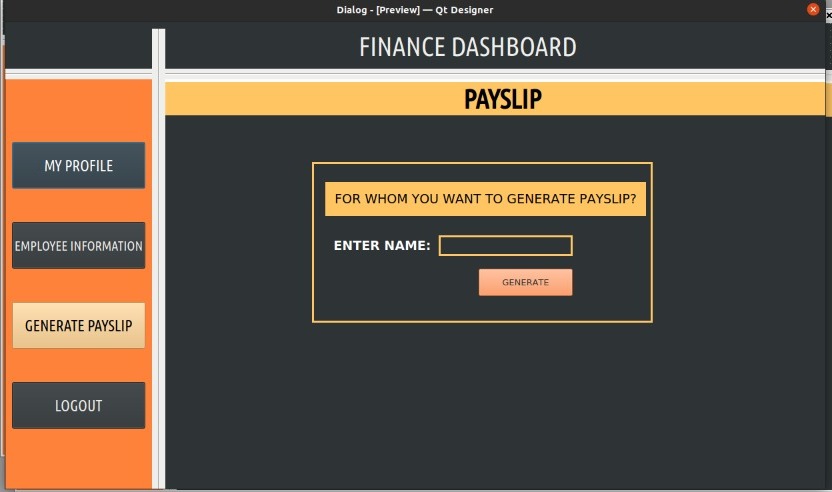 Dialog - [Preview] — Qt Designer
FINANCE DASHBOARD
PAYSLIP
MY PROFILE
EMPLOYEE INFORMATION
GENERATE PAYSLIP
LOGOUT
FOR WHOM YOU WANT TO GENERATE PAYSLIP?
ENTER NAME:
GENERATE